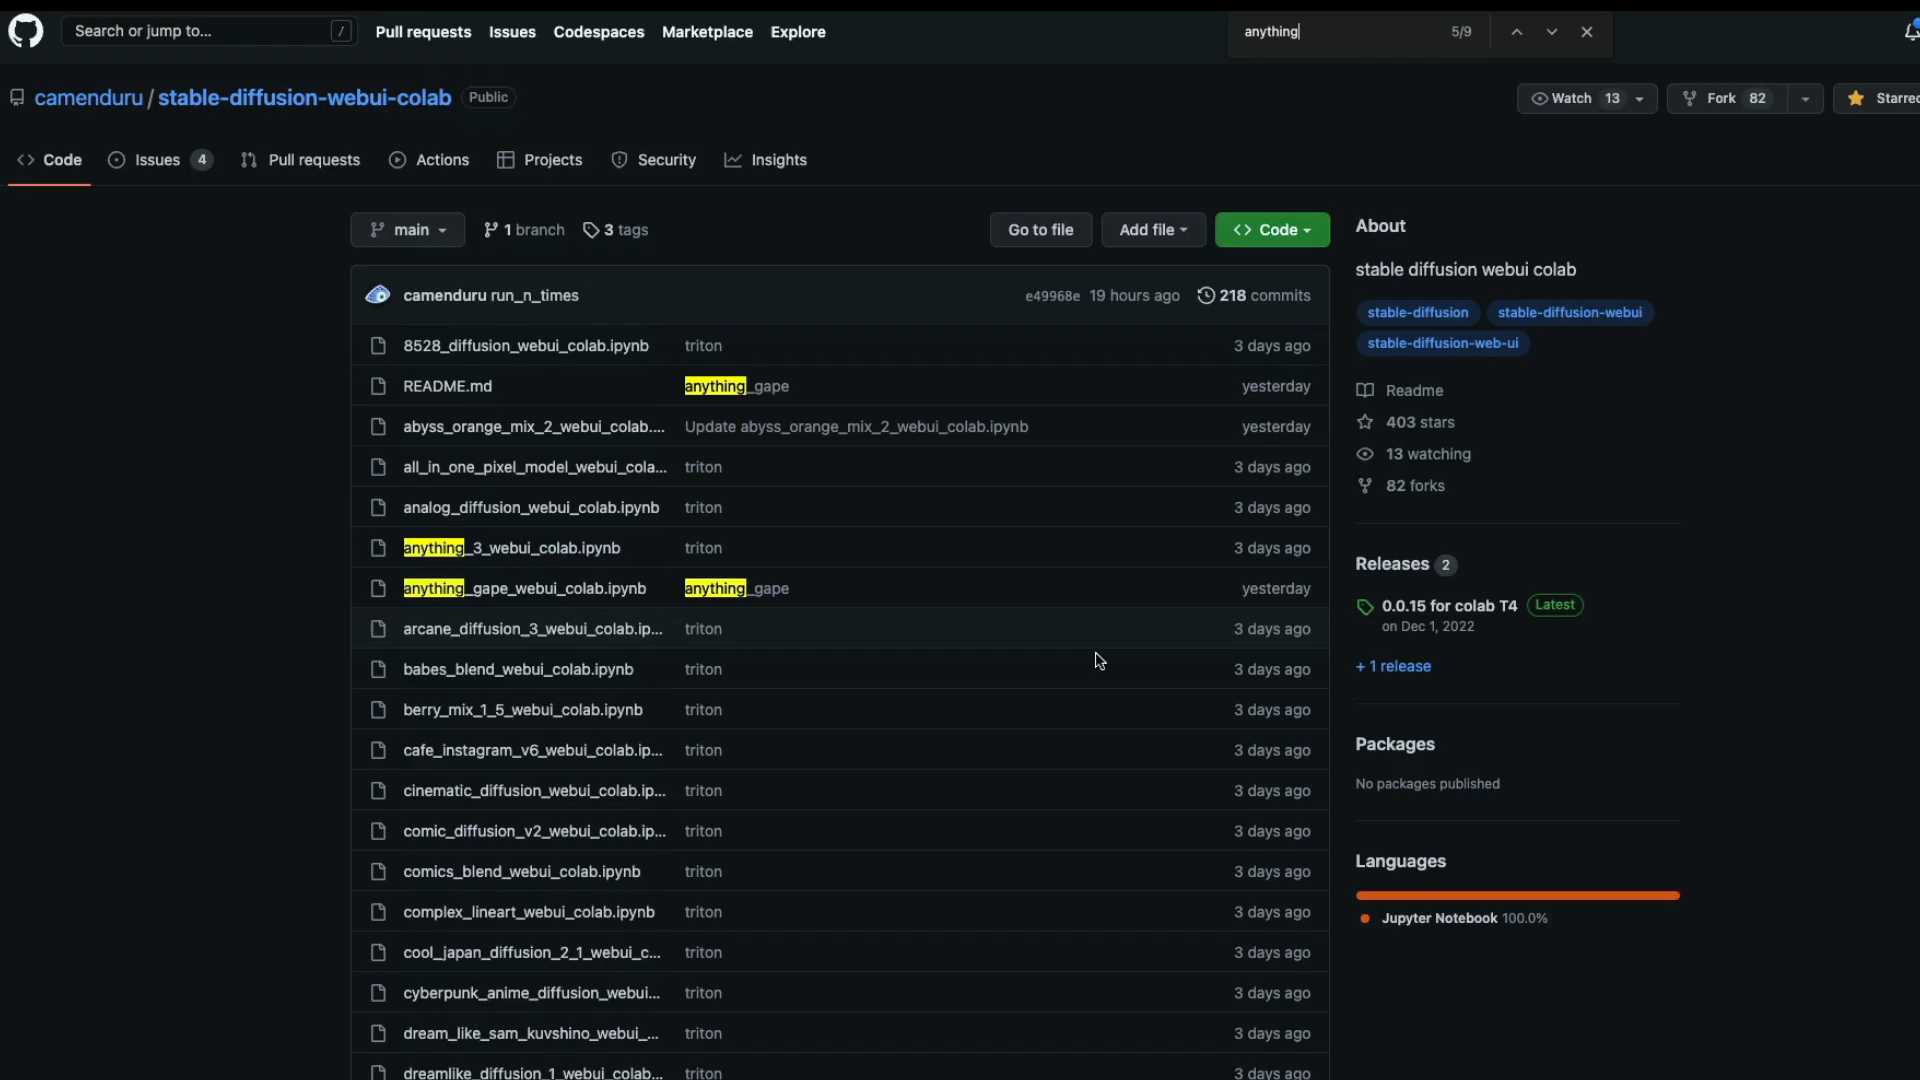 Search or jump to... / Pull requests Issues Codespaces Marketplace Explore anything 5/9
camenduru / stable-diffusion-webui-colab Public Watch 13 Fork 82 Starred
Code Issues 4 Pull requests Actions Projects Security Insights
main 1 branch 3 tags Go to file Add file Code
camenduru run_n_times e49968e 19 hours ago 218 commits
8528_diffusion_webui_colab.ipynb triton 3 days ago
README.md anything_gape yesterday
abyss_orange_mix_2_webui_colab.... Update abyss_orange_mix_2_webui_colab.ipynb yesterday
all_in_one_pixel_model_webui_cola... triton 3 days ago
analog_diffusion_webui_colab.ipynb triton 3 days ago
anything_3_webui_colab.ipynb triton 3 days ago
anything_gape_webui_colab.ipynb anything_gape yesterday
arcane_diffusion_3_webui_colab.ip... triton 3 days ago
babes_blend_webui_colab.ipynb triton 3 days ago
berry_mix_1_5_webui_colab.ipynb triton 3 days ago
cafe_instagram_v6_webui_colab.ip... triton 3 days ago
cinematic_diffusion_webui_colab.ip... triton 3 days ago
comic_diffusion_v2_webui_colab.ip... triton 3 days ago
comics_blend_webui_colab.ipynb triton 3 days ago
complex_lineart_webui_colab.ipynb triton 3 days ago
cool_japan_diffusion_2_1_webui_c... triton 3 days ago
cyberpunk_anime_diffusion_webui... triton 3 days ago
dream_like_sam_kuvshino_webui_... triton 3 days ago
dreamlike_diffusion_1_webui_colab... triton 3 days ago
About
stable diffusion webui colab
stable-diffusion stable-diffusion-webui
stable-diffusion-web-ui
Readme
403 stars
13 watching
82 forks
Releases 2
0.0.15 for colab T4 Latest
on Dec 1, 2022
+ 1 release
Packages
No packages published
Languages
Jupyter Notebook 100.0%